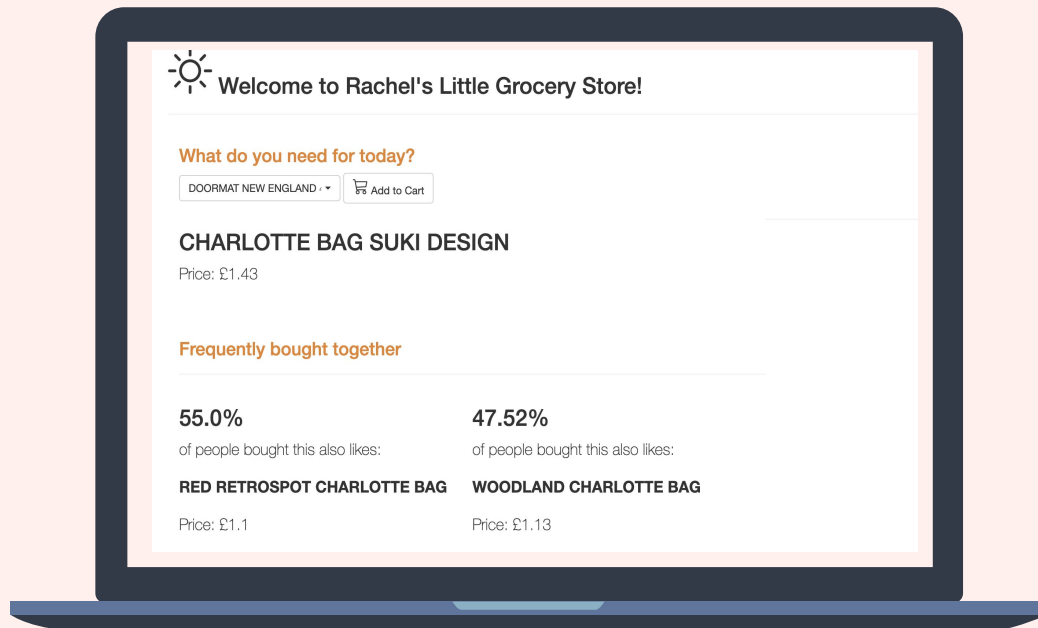 Welcome to Rachel's Little Grocery Store!
What do you need for today?
DOORMAT NEW ENGLAND
Add to Cart
CHARLOTTE BAG SUKI DESIGN
Price: £1.43
Frequently bought together
55.0%
of people bought this also likes:
RED RETROSPOT CHARLOTTE BAG
Price: £1.1
47.52%
of people bought this also likes:
WOODLAND CHARLOTTE BAG
Price: £1.13